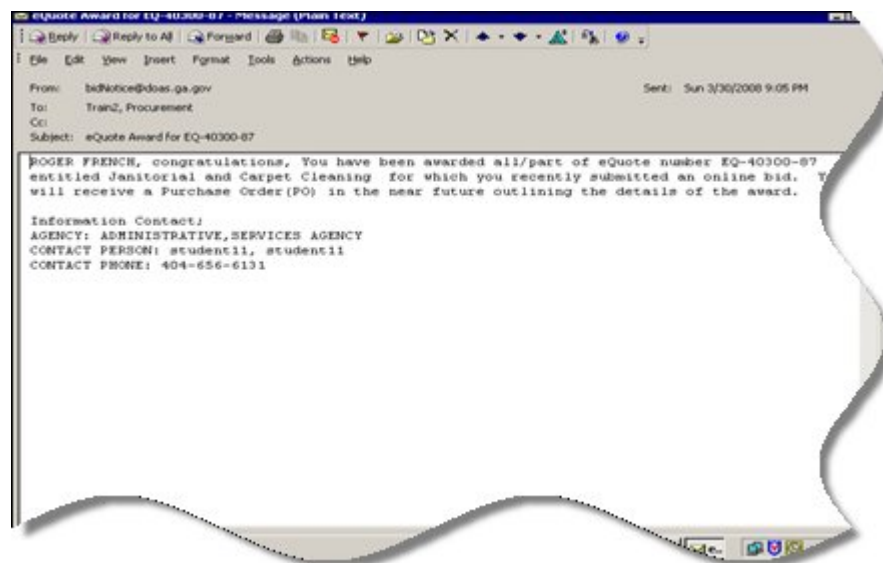 eQuote Award for EQ-40300-87 - Message (Plain Text)
Reply Reply to All Forward
File Edit View Insert Format Tools Actions Help
From: bidNotice@doas.ga.gov Sent: Sun 3/30/2008 9:05 PM
To: Train2, Procurement
Cc:
Subject: eQuote Award for EQ-40300-87
ROGER FRENCH, congratulations, You have been awarded all/part of eQuote number EQ-40300-87
entitled Janitorial and Carpet Cleaning for which you recently submitted an online bid.
will receive a Purchase Order(PO) in the near future outlining the details of the award.
Information Contact;
AGENCY: ADMINISTRATIVE,SERVICES AGENCY
CONTACT PERSON: student11, student11
CONTACT PHONE: 404-656-6131